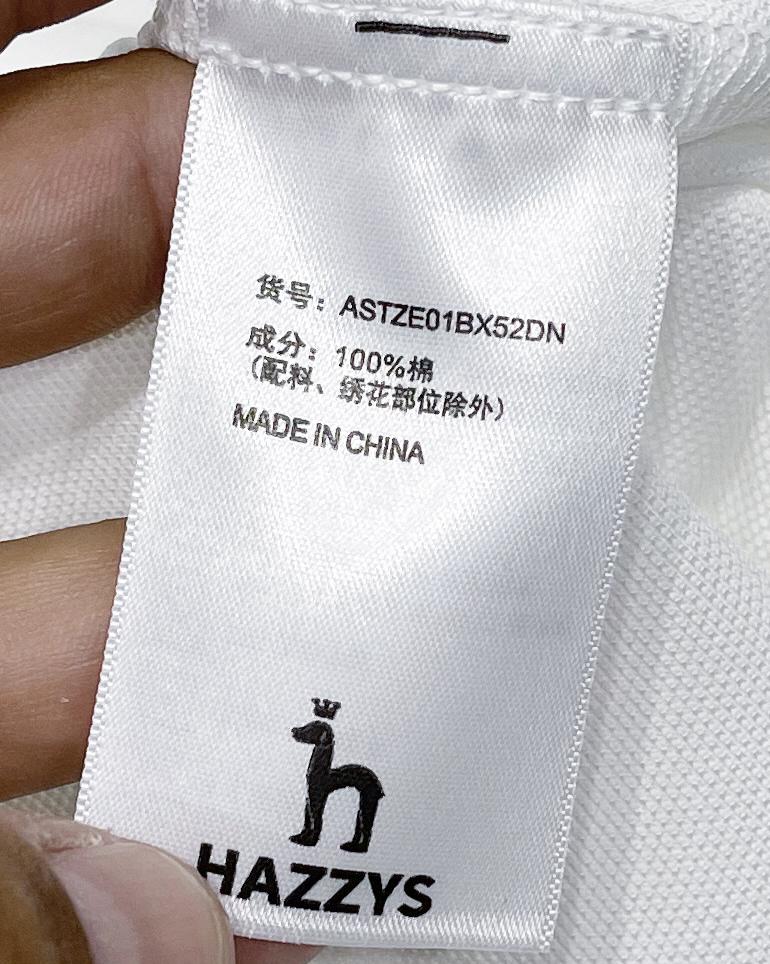 货号：ASTZE01BX52DN
成分：100%棉
（配料、绣花部位除外）
MADE IN CHINA
HAZZYS